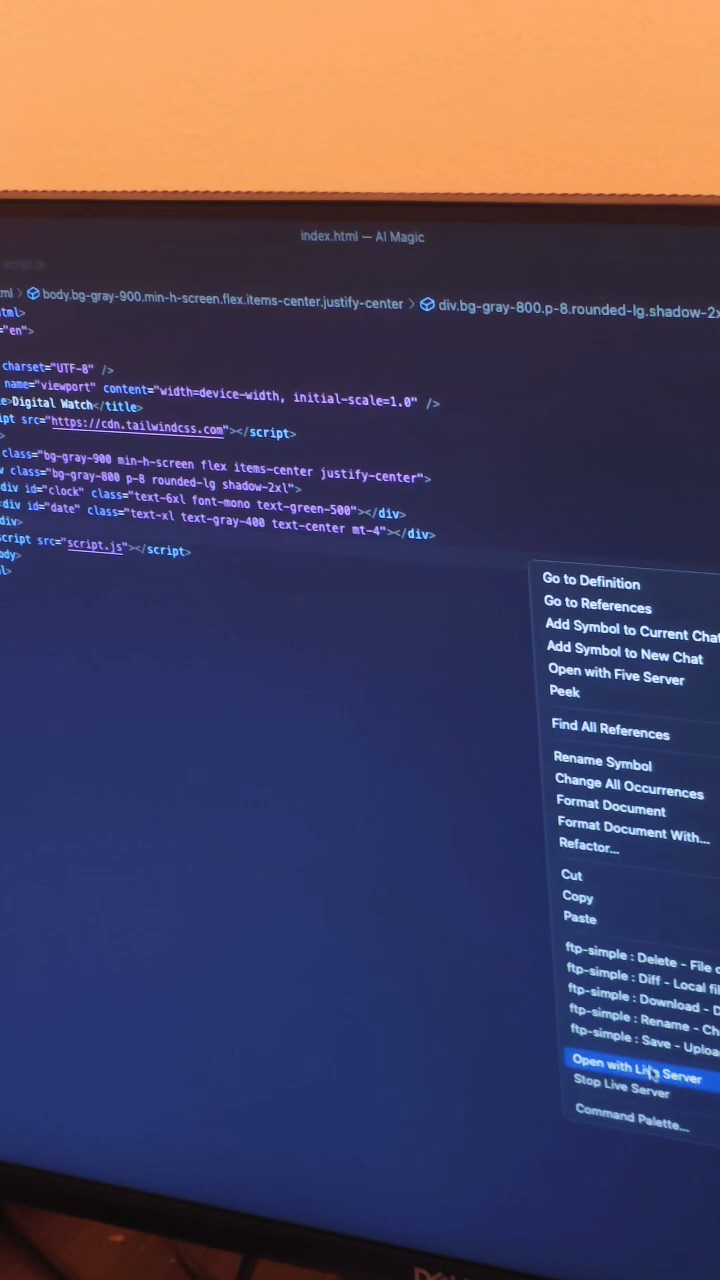 index.html — AI Magic
script.js
ml > body.bg-gray-900.min-h-screen.flex.items-center.justify-center > div.bg-gray-800.p-8.rounded-lg.shadow-2x
tml>
="en">
charset="UTF-8" />
name="viewport" content="width=device-width, initial-scale=1.0" />
e>Digital Watch</title>
ipt src="https://cdn.tailwindcss.com"></script>
>
class="bg-gray-900 min-h-screen flex items-center justify-center">
v class="bg-gray-800 p-8 rounded-lg shadow-2xl">
div id="clock" class="text-6xl font-mono text-green-500"></div>
div id="date" class="text-xl text-gray-400 text-center mt-4"></div>
div>
script src="script.js"></script>
ody>
l>
Go to Definition
Go to References
Add Symbol to Current Chat
Add Symbol to New Chat
Open with Five Server
Peek
Find All References
Rename Symbol
Change All Occurrences
Format Document
Format Document With...
Refactor...
Cut
Copy
Paste
ftp-simple : Delete - File o
ftp-simple : Diff - Local fil
ftp-simple : Download - D
ftp-simple : Rename - Ch
ftp-simple : Save - Uploa
Open with Live Server
Stop Live Server
Command Palette...